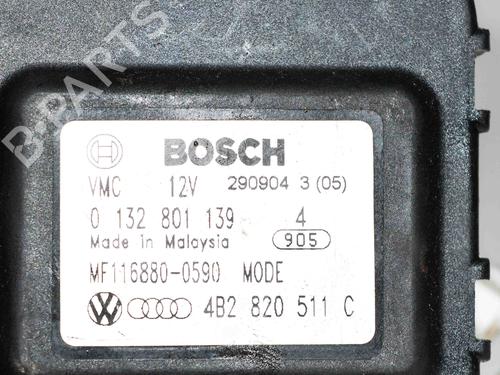 B-PARTS
BOSCH
VMC 12V 290904 3 (05)
0 132 801 139 4
Made in Malaysia 905
MF116880-0590 MODE
4B2 820 511 C